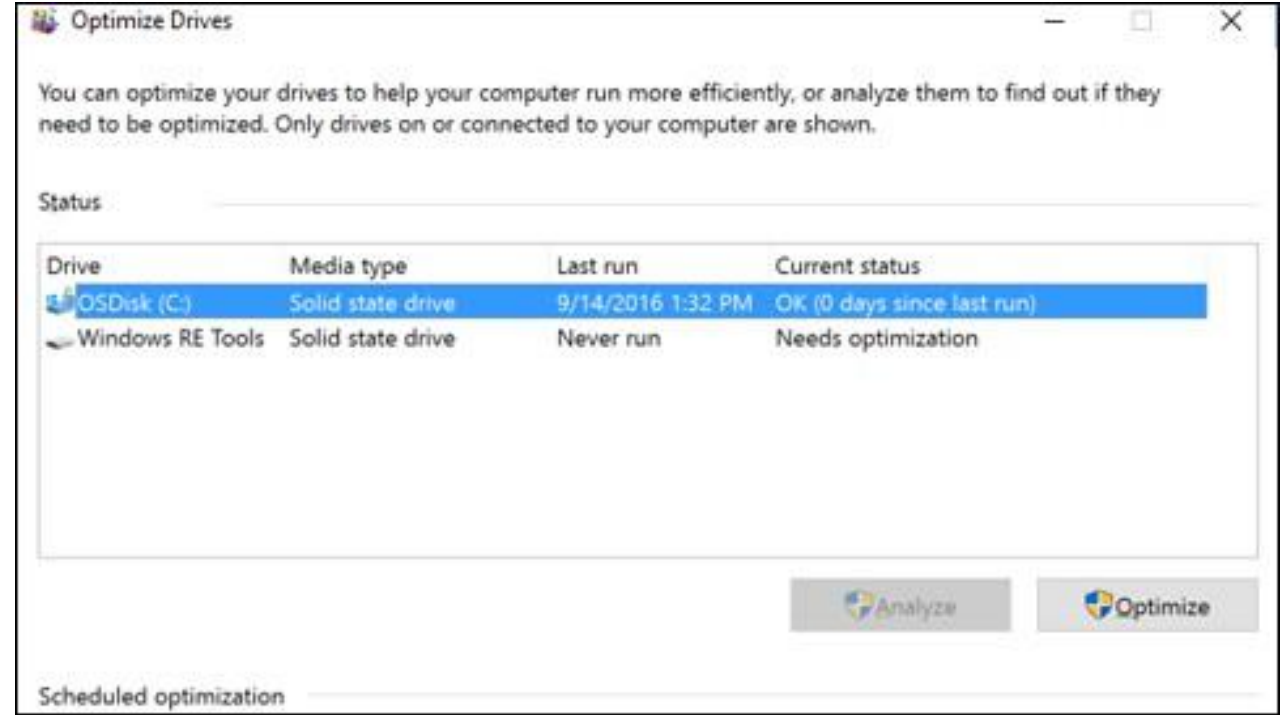 Optimize Drives
You can optimize your drives to help your computer run more efficiently, or analyze them to find out if they
need to be optimized. Only drives on or connected to your computer are shown.
Status
Drive Media type Last run Current status
OSDisk (C:) Solid state drive 9/14/2016 1:32 PM OK (0 days since last run)
Windows RE Tools Solid state drive Never run Needs optimization
Analyze Optimize
Scheduled optimization